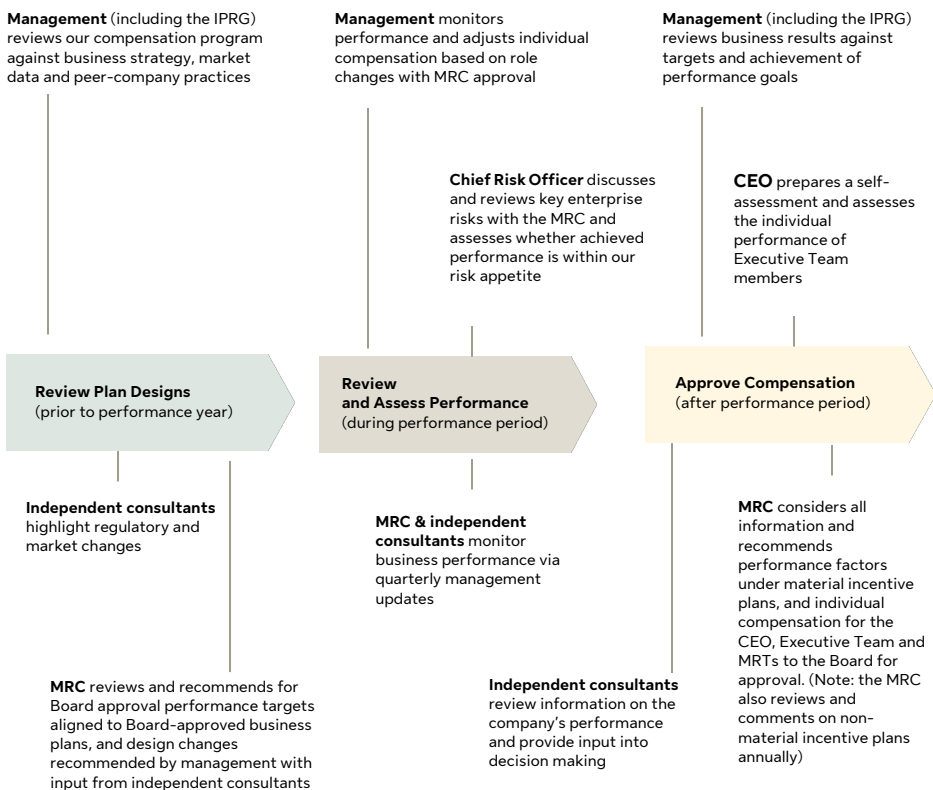 Management (including the IPRG)
reviews our compensation program
against business strategy, market
data and peer-company practices
Management monitors
performance and adjusts individual
compensation based on role
changes with MRC approval
Management (including the IPRG)
reviews business results against
targets and achievement of
performance goals
Chief Risk Officer discusses
and reviews key enterprise
risks with the MRC and
assesses whether achieved
performance is within our
risk appetite
CEO prepares a self-
assessment and assesses
the individual
performance of
Executive Team
members
Review Plan Designs
(prior to performance year)
Review
and Assess Performance
(during performance period)
Approve Compensation
(after performance period)
Independent consultants
highlight regulatory and
market changes
MRC reviews and recommends for
Board approval performance targets
aligned to Board-approved business
plans, and design changes
recommended by management with
input from independent consultants
MRC & independent
consultants monitor
business performance via
quarterly management
updates
Independent consultants
review information on the
company's performance
and provide input into
decision making
MRC considers all
information and
recommends
performance factors
under material incentive
plans, and individual
compensation for the
CEO, Executive Team and
MRTs to the Board for
approval. (Note: the MRC
also reviews and
comments on non-
material incentive plans
annually)